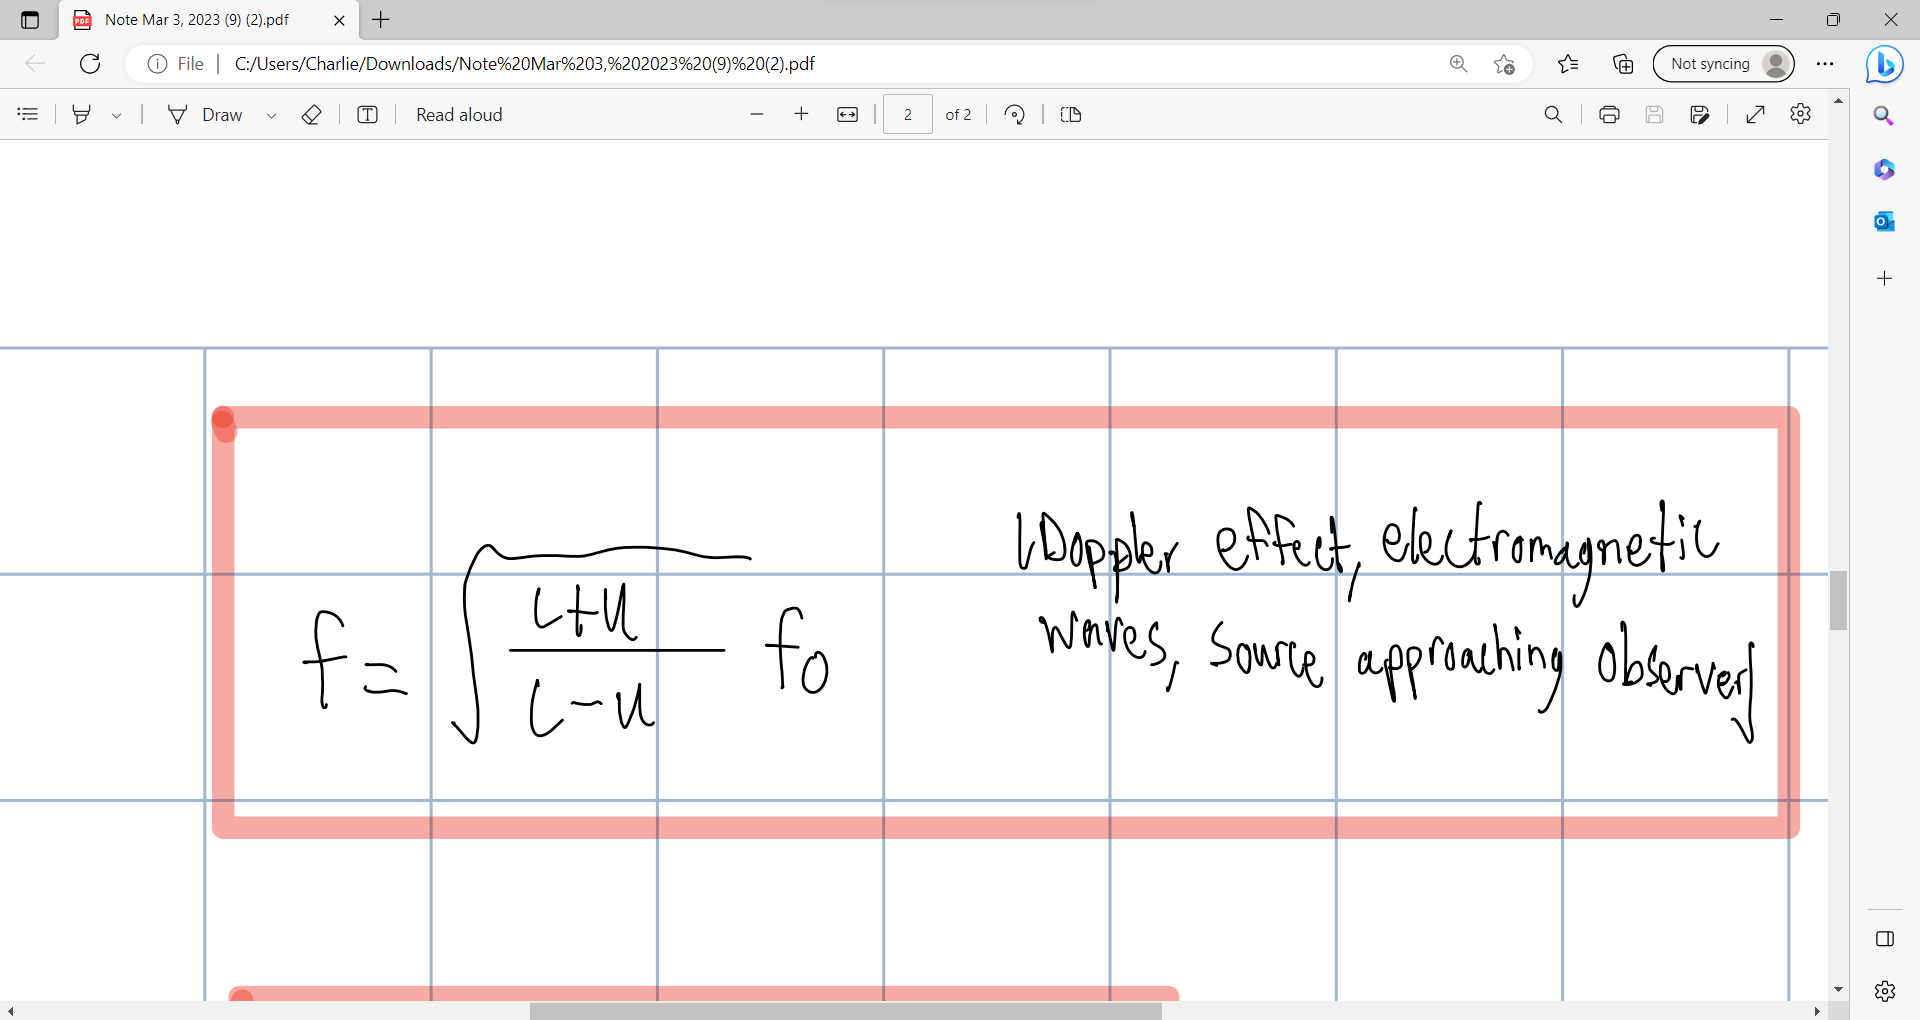 Note Mar 3, 2023 (9) (2).pdf
File C:/Users/Charlie/Downloads/Note%20Mar%203,%202023%20(9)%20(2).pdf
Not syncing
Draw
Read aloud
2 of 2
f = √((c+u)/(c-u)) f0
(Doppler effect, electromagnetic
waves, source approaching observer)